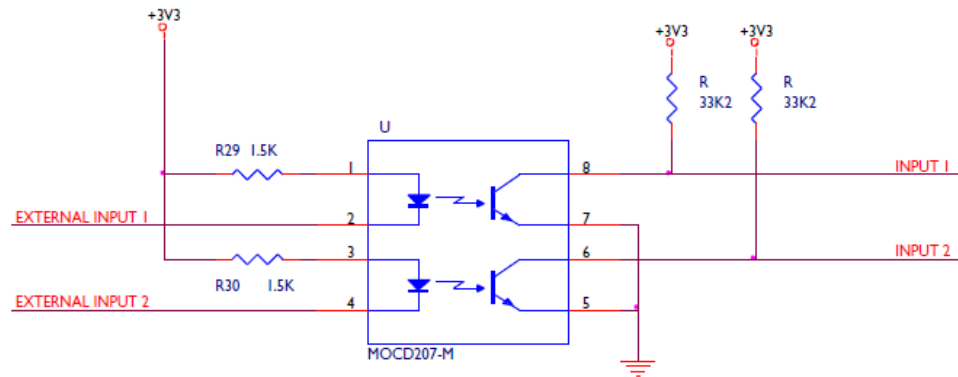 +3V3
+3V3 +3V3
R R
33K2 33K2
U
R29 1.5K
1 8
INPUT 1
EXTERNAL INPUT 1
2 7
3 6
INPUT 2
R30 1.5K
EXTERNAL INPUT 2
4 5
MOCD207-M